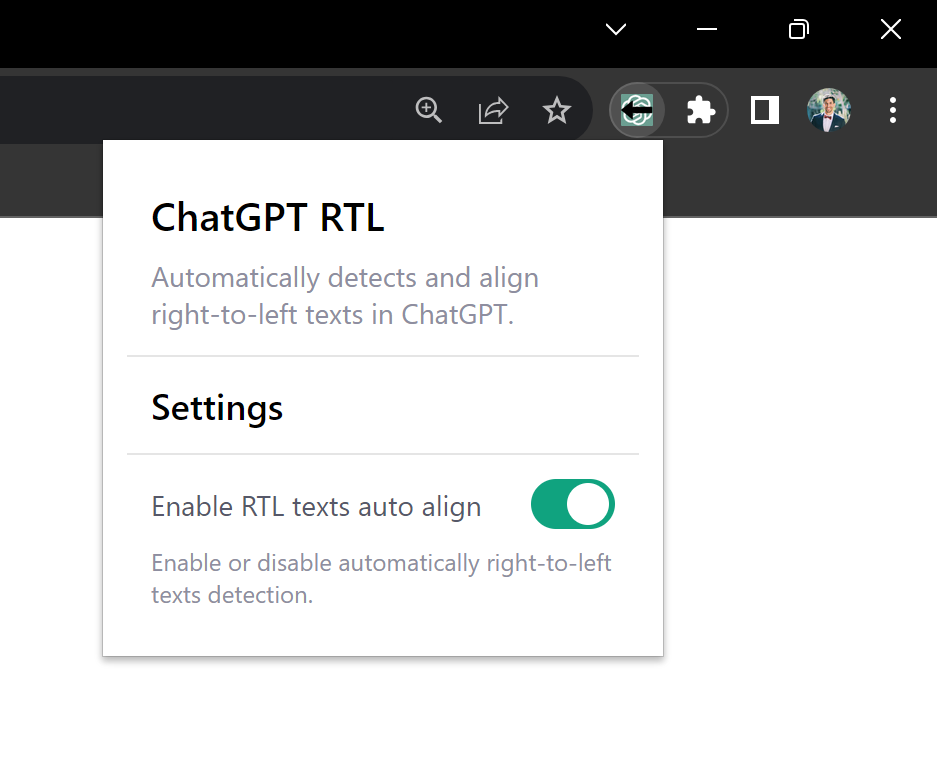 ChatGPT RTL
Automatically detects and align
right-to-left texts in ChatGPT.
Settings
Enable RTL texts auto align
Enable or disable automatically right-to-left
texts detection.